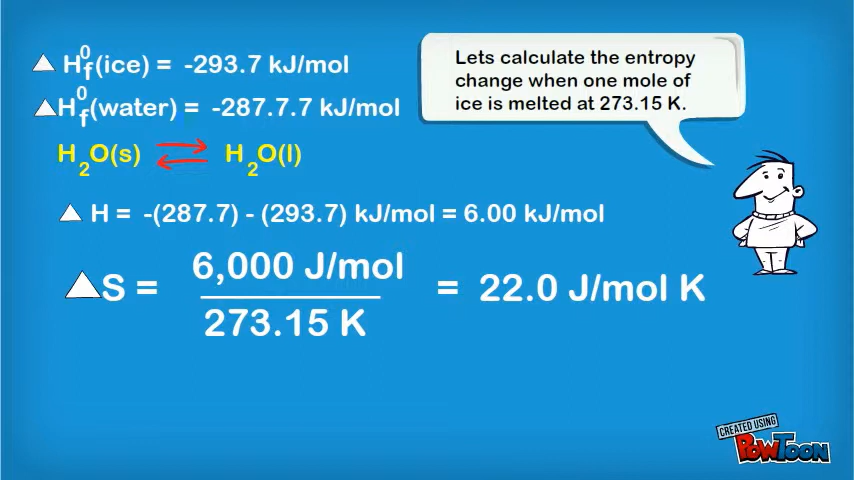 △ H⁰f(ice) = -293.7 kJ/mol
△ H⁰f(water) = -287.7.7 kJ/mol
H₂O(s) ⇄ H₂O(l)
△ H = -(287.7) - (293.7) kJ/mol = 6.00 kJ/mol
△S = 6,000 J/mol / 273.15 K = 22.0 J/mol K
Lets calculate the entropy
change when one mole of
ice is melted at 273.15 K.
CREATED USING
POWTOON